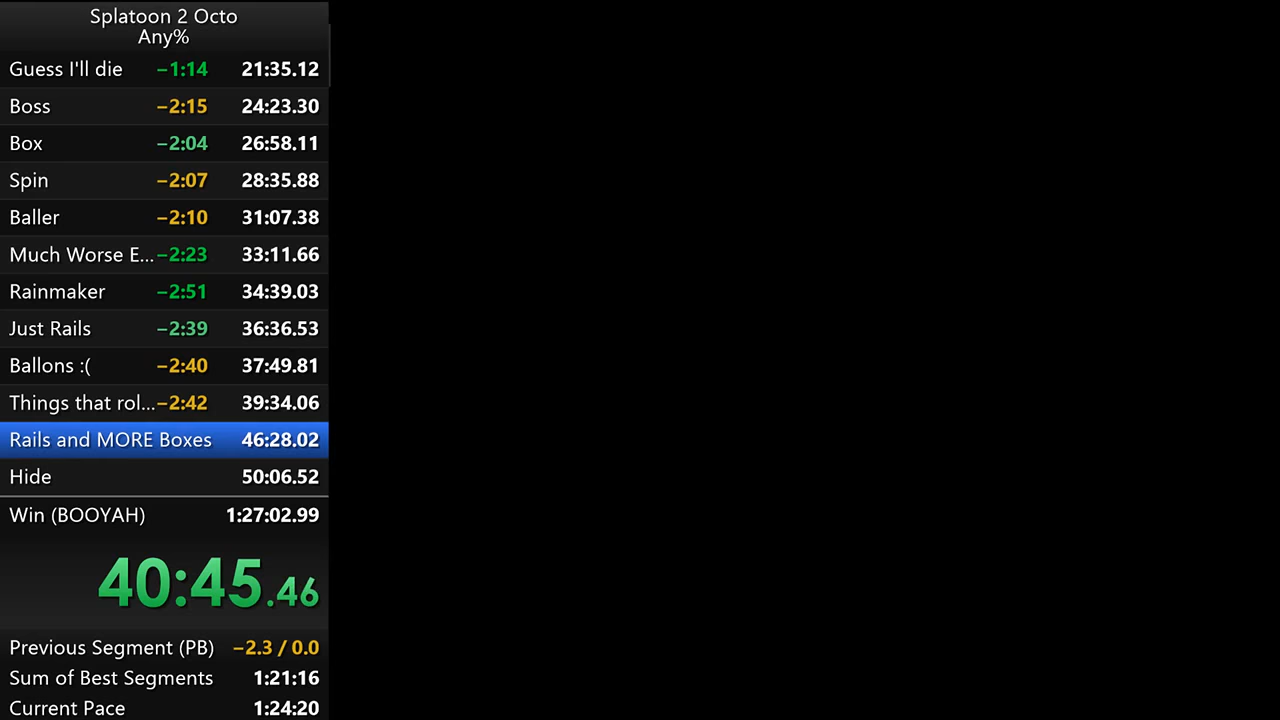 Splatoon 2 Octo
Any%
Guess I'll die −1:14 21:35.12
Boss −2:15 24:23.30
Box −2:04 26:58.11
Spin −2:07 28:35.88
Baller −2:10 31:07.38
Much Worse E... −2:23 33:11.66
Rainmaker −2:51 34:39.03
Just Rails −2:39 36:36.53
Ballons :( −2:40 37:49.81
Things that rol... −2:42 39:34.06
Rails and MORE Boxes 46:28.02
Hide 50:06.52
Win (BOOYAH) 1:27:02.99
40:45.46
Previous Segment (PB) −2.3 / 0.0
Sum of Best Segments 1:21:16
Current Pace 1:24:20